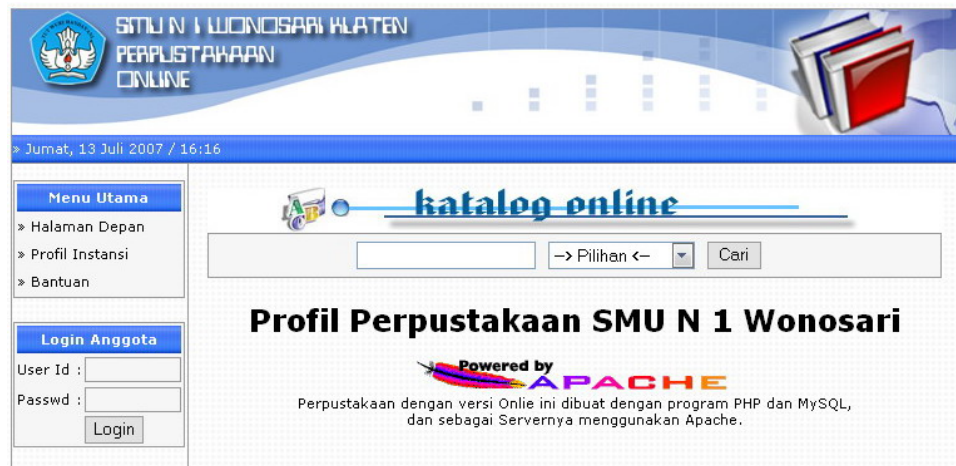 SMU N 1 WONOSARI KLATEN
PERPUSTAKAAN
ONLINE
» Jumat, 13 Juli 2007 / 16:16
Menu Utama
» Halaman Depan
» Profil Instansi
» Bantuan
Login Anggota
User Id :
Passwd :
Login
katalog online
--> Pilihan <--
Cari
Profil Perpustakaan SMU N 1 Wonosari
Powered by
APACHE
Perpustakaan dengan versi Onlie ini dibuat dengan program PHP dan MySQL,
dan sebagai Servernya menggunakan Apache.